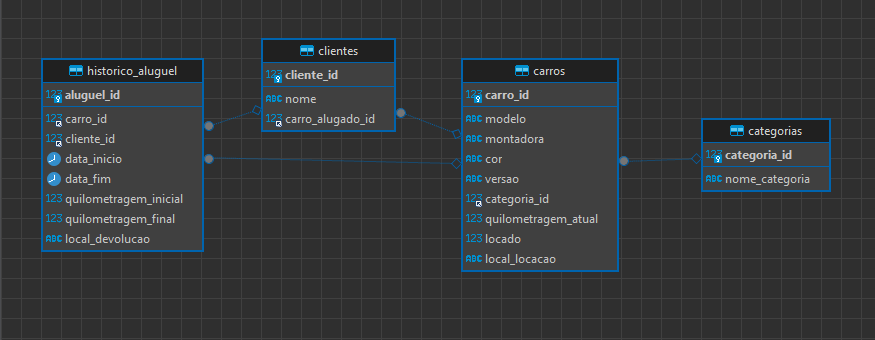 historico_aluguel
123 aluguel_id
123 carro_id
123 cliente_id
data_inicio
data_fim
123 quilometragem_inicial
123 quilometragem_final
ABC local_devolucao
clientes
123 cliente_id
ABC nome
123 carro_alugado_id
carros
123 carro_id
ABC modelo
ABC montadora
ABC cor
ABC versao
123 categoria_id
123 quilometragem_atual
123 locado
ABC local_locacao
categorias
123 categoria_id
ABC nome_categoria